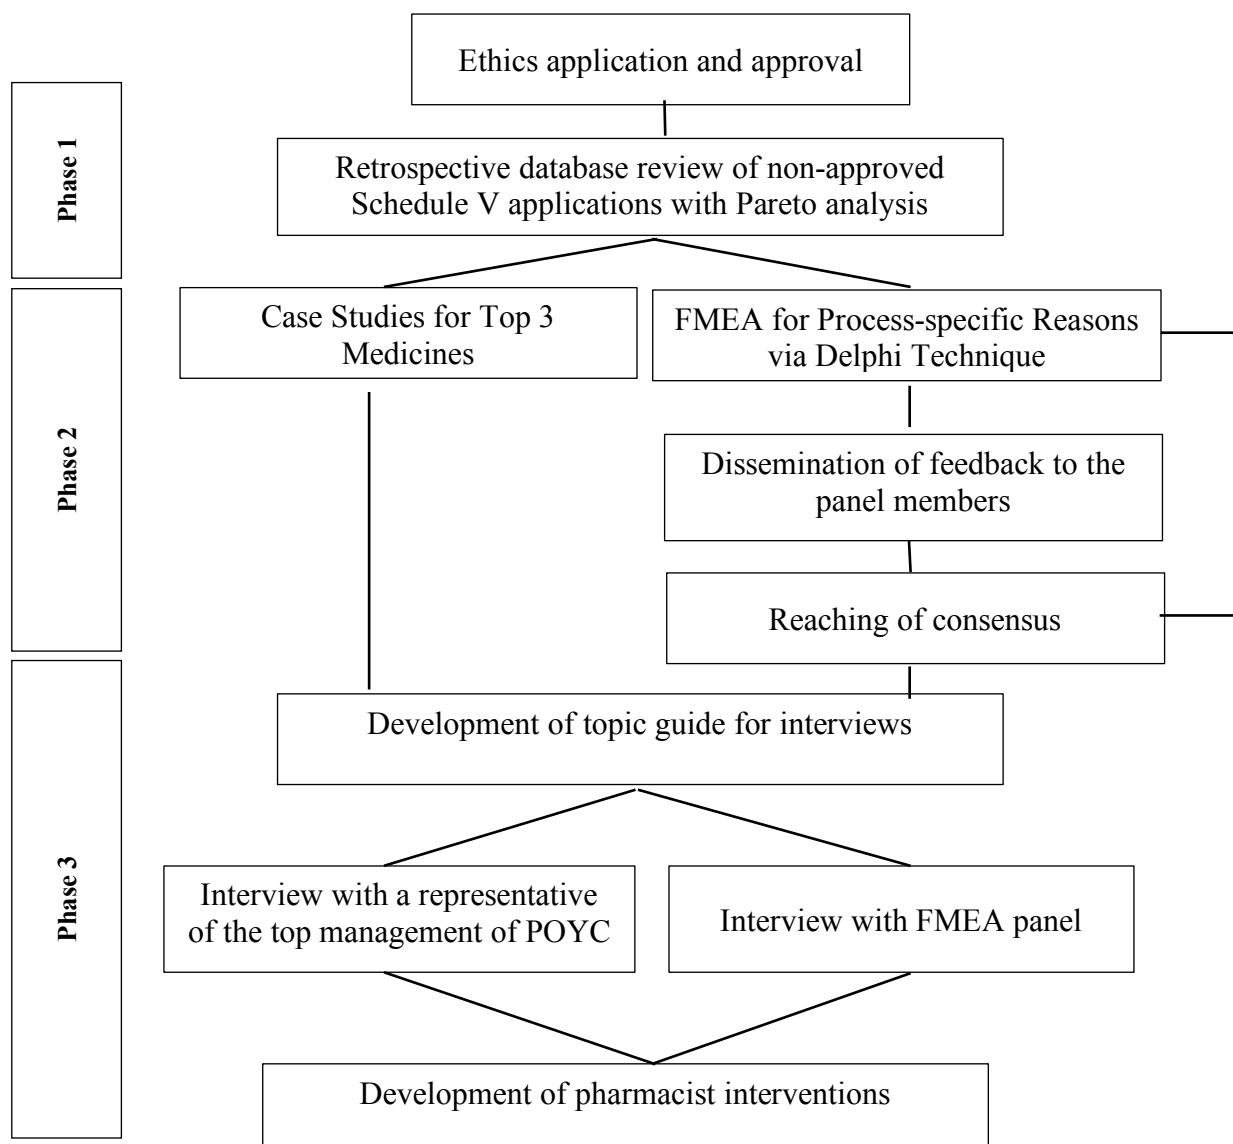 Ethics application and approval
Phase 1
Retrospective database review of non-approved
Schedule V applications with Pareto analysis
Phase 2
Case Studies for Top 3
Medicines
FMEA for Process-specific Reasons
via Delphi Technique
Dissemination of feedback to the
panel members
Reaching of consensus
Phase 3
Development of topic guide for interviews
Interview with a representative
of the top management of POYC
Interview with FMEA panel
Development of pharmacist interventions